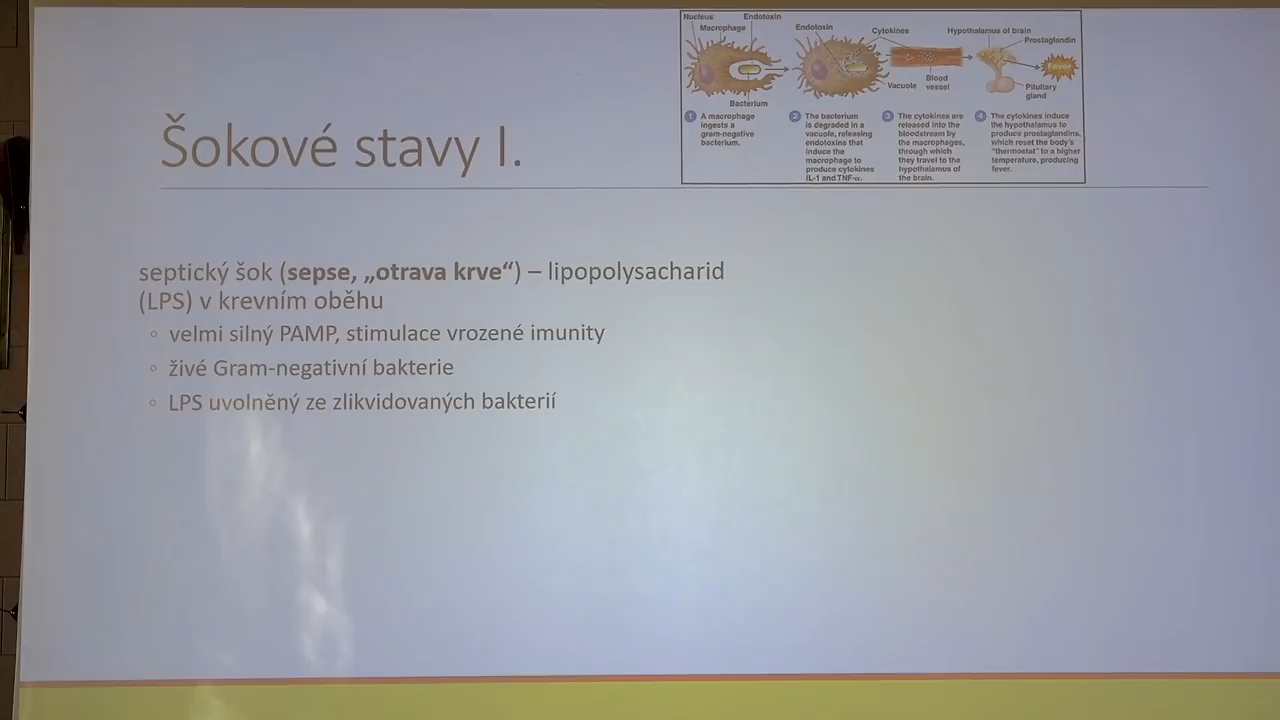 Nucleus
Endotoxin
Macrophage
Bacterium
Endotoxin
Cytokines
Vacuole
Blood
vessel
Hypothalamus of brain
Prostaglandin
Fever
Pituitary
gland
1 A macrophage
ingests a
gram-negative
bacterium.
2 The bacterium
is degraded in a
vacuole, releasing
endotoxins that
induce the
macrophage to
produce cytokines
IL-1 and TNF-α.
3 The cytokines are
released into the
bloodstream by
the macrophages,
through which
they travel to the
hypothalamus of
the brain.
4 The cytokines induce
the hypothalamus to
produce prostaglandins,
which reset the body's
"thermostat" to a higher
temperature, producing
fever.
Šokové stavy I.
septický šok (sepse, „otrava krve“) – lipopolysacharid
(LPS) v krevním oběhu
◦ velmi silný PAMP, stimulace vrozené imunity
◦ živé Gram-negativní bakterie
◦ LPS uvolněný ze zlikvidovaných bakterií